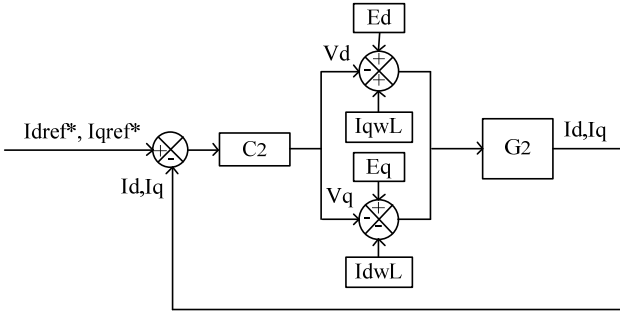 Ed
Vd
+
-
+
+
IqwL
Idref*, Iqref*
+
-
C2
Id,Iq
Eq
Vq
+
-
-
IdwL
G2
Id,Iq